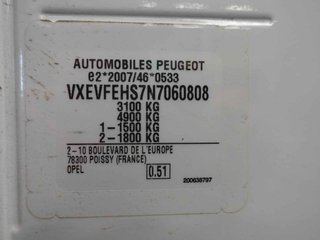 AUTOMOBILES PEUGEOT
e2*2007/46*0533
VXEVFEHS7N7060808
3100 KG
4900 KG
1-1500 KG
2-1800 KG
2-10 BOULEVARD DE L'EUROPE
78300 POISSY (FRANCE)
OPEL 0.51
200638797